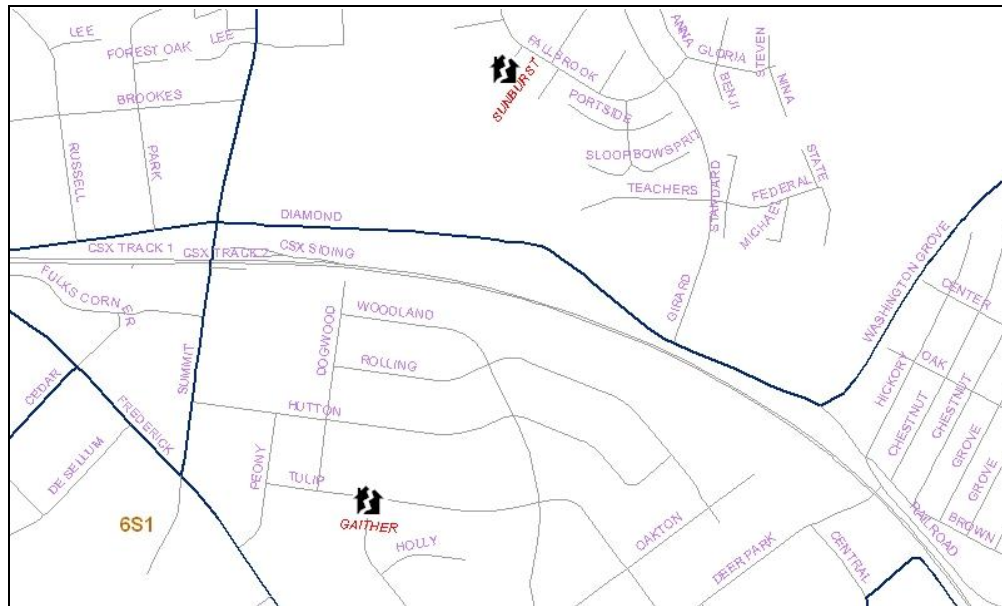 LEE
FOREST OAK
LEE
BROOKES
RUSSELL
PARK
SUNBURST
FALLBROOK
PORTSIDE
SLOOP
BOWSPRIT
ANNA
GLORIA
STEVEN
BENJI
NINA
TEACHERS
STANDARD
FEDERAL
STATE
MICHAEL
DIAMOND
CSX TRACK 1
CSX TRACK 2
CSX SIDING
GIRARD
WASHINGTON GROVE
CENTER
FULKS CORNER
DOGWOOD
WOODLAND
ROLLING
OAK
HICKORY
CHESTNUT
CHESTNUT
GROVE
GROVE
SUMMIT
CEDAR
FREDERICK
HUTTON
DE SELLUM
PEONY
TULIP
GAITHER
HOLLY
OAKTON
DEER PARK
CENTRAL
RAILROAD
BROWN
6S1